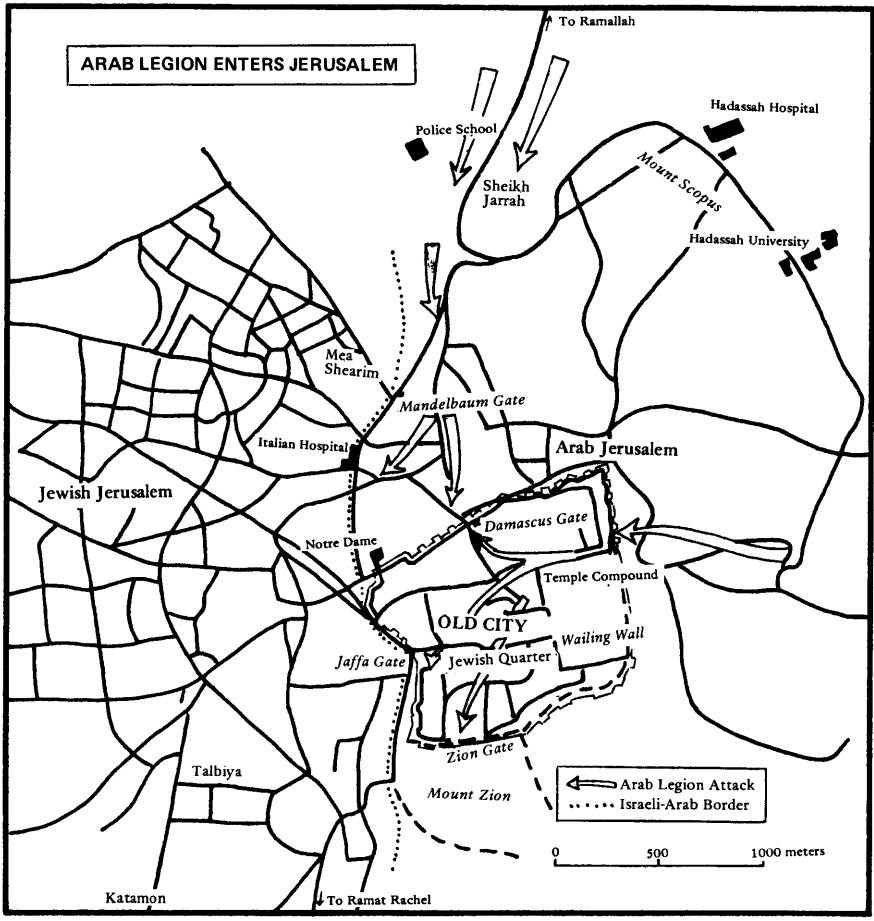 To Ramallah
ARAB LEGION ENTERS JERUSALEM
Hadassah Hospital
Police School
Mount Scopus
Sheikh
Jarrah
Hadassah University
Mea
Shearim
Mandelbaum Gate
Italian Hospital
Arab Jerusalem
Jewish Jerusalem
Damascus Gate
Notre Dame
Temple Compound
OLD CITY
Wailing Wall
Jaffa Gate
Jewish Quarter
Zion Gate
Talbiya
Mount Zion
Arab Legion Attack
Israeli-Arab Border
0 500 1000 meters
Katamon
To Ramat Rachel